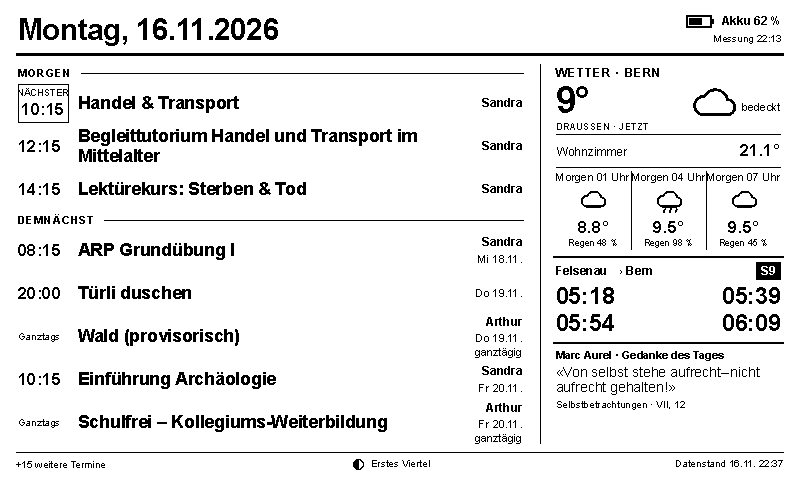 Montag, 16.11.2026
Akku 62 %
Messung 22:13
MORGEN
NÄCHSTER
10:15 Handel & Transport Sandra
12:15 Begleittutorium Handel und Transport im Mittelalter Sandra
14:15 Lektürekurs: Sterben & Tod Sandra
DEMNÄCHST
08:15 ARP Grundübung I Sandra
Mi 18.11.
20:00 Türli duschen Do 19.11.
Ganztags Wald (provisorisch) Arthur
Do 19.11.
ganztägig
10:15 Einführung Archäologie Sandra
Fr 20.11.
Ganztags Schulfrei – Kollegiums-Weiterbildung Arthur
Fr 20.11.
ganztägig
WETTER · BERN
9° bedeckt
DRAUSSEN · JETZT
Wohnzimmer 21.1°
Morgen 01 Uhr Morgen 04 Uhr Morgen 07 Uhr
8.8° 9.5° 9.5°
Regen 48 % Regen 98 % Regen 45 %
Felsenau › Bern S9
05:18 05:39
05:54 06:09
Marc Aurel · Gedanke des Tages
«Von selbst stehe aufrecht–nicht
aufrecht gehalten!»
Selbstbetrachtungen · VII, 12
+15 weitere Termine
Erstes Viertel
Datenstand 16.11. 22:37